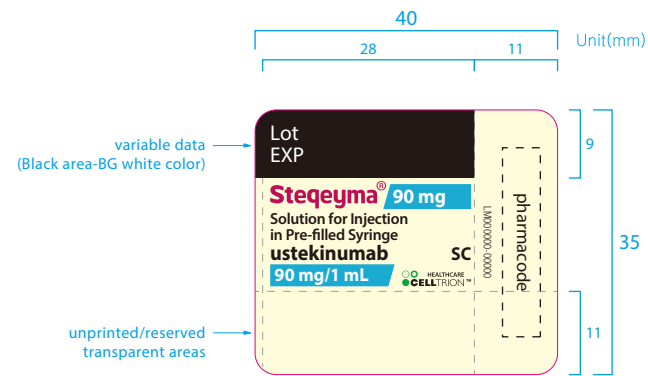 40
Unit(mm)
28
11
variable data
(Black area-BG white color)
Lot
EXP
9
Steqeyma® 90 mg
Solution for Injection
in Pre-filled Syringe
ustekinumab SC
90 mg/1 mL
HEALTHCARE
CELLTRION™
LM000000-00000
pharmacode
35
unprinted/reserved
transparent areas
11